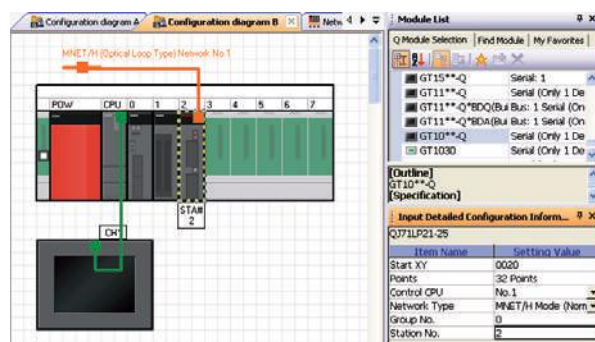 Configuration diagram A
Configuration diagram B
Netw
MNET/H (Optical Loop Type) Network No.1
POW CPU 0 1 2 3 4 5 6 7
STA#
2
CH1
Module List
Q Module Selection Find Module My Favorites
GT15**-Q Serial: 1
GT11**-Q Serial (Only 1 De
GT11**-Q*BDQ(Bu Bus: 1 Serial (On
GT11**-Q*BDA(Bu Bus: 1 Serial (On
GT10**-Q Serial (Only 1 De
GT1030 Serial (Only 1 De
[Outline]
GT10**-Q
[Specification]
Input Detailed Configuration Inform...
QJ71LP21-25
Item Name Setting Value
Start XY 0020
Points 32 Points
Control CPU No.1
Network Type MNET/H Mode (Norm
Group No. 0
Station No. 2